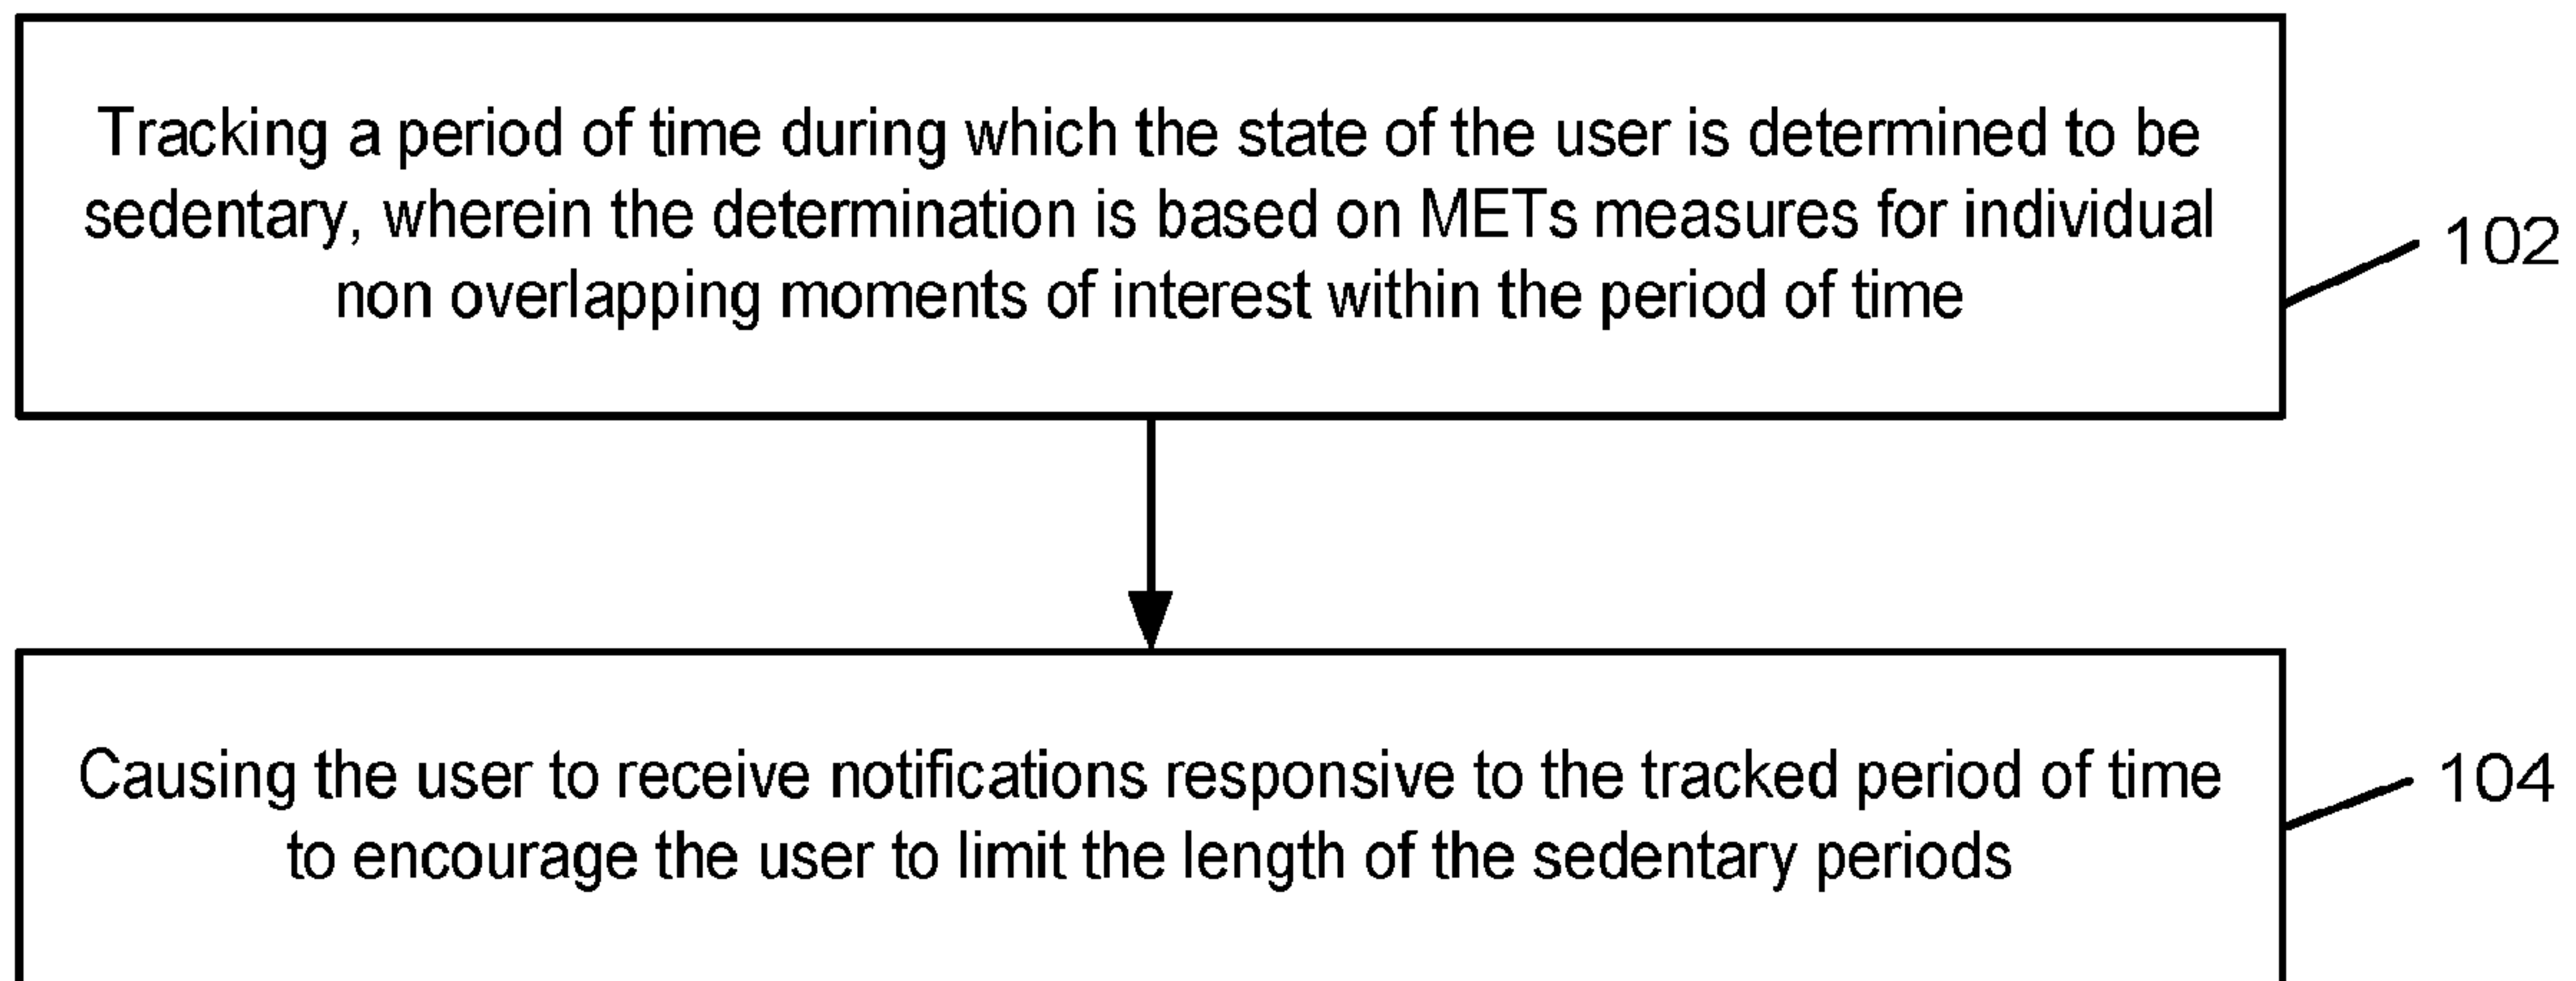 Tracking a period of time during which the state of the user is determined to be
sedentary, wherein the determination is based on METs measures for individual
non overlapping moments of interest within the period of time
102
Causing the user to receive notifications responsive to the tracked period of time
to encourage the user to limit the length of the sedentary periods
104